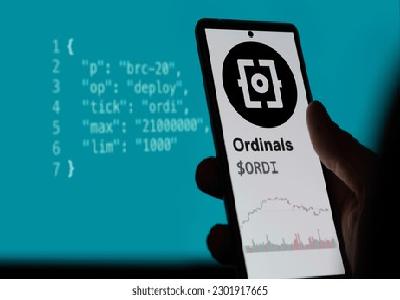 1 {
2 "p": "brc-20",
3 "op": "deploy",
4 "tick": "ordi",
5 "max": "21000000",
6 "lim": "1000"
7 }
Ordinals
$ORDI
shutterstock.com · 2301917665